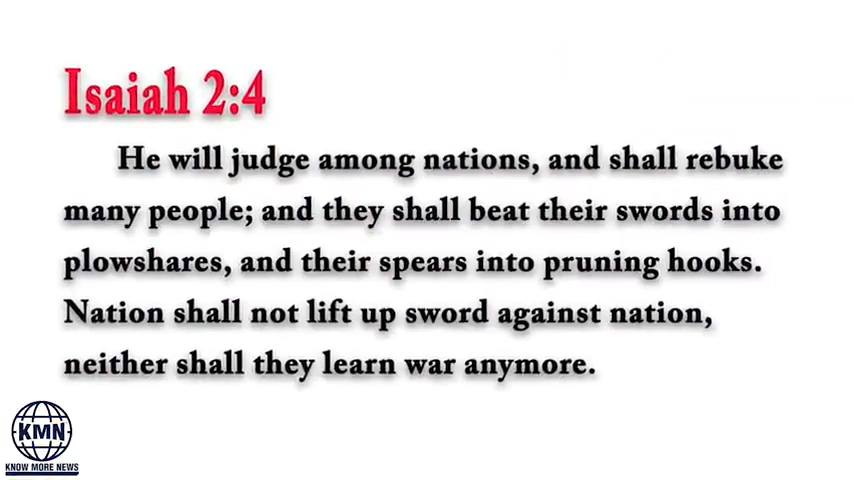 Isaiah 2:4
He will judge among nations, and shall rebuke
many people; and they shall beat their swords into
plowshares, and their spears into pruning hooks.
Nation shall not lift up sword against nation,
neither shall they learn war anymore.
KMN
KNOW MORE NEWS